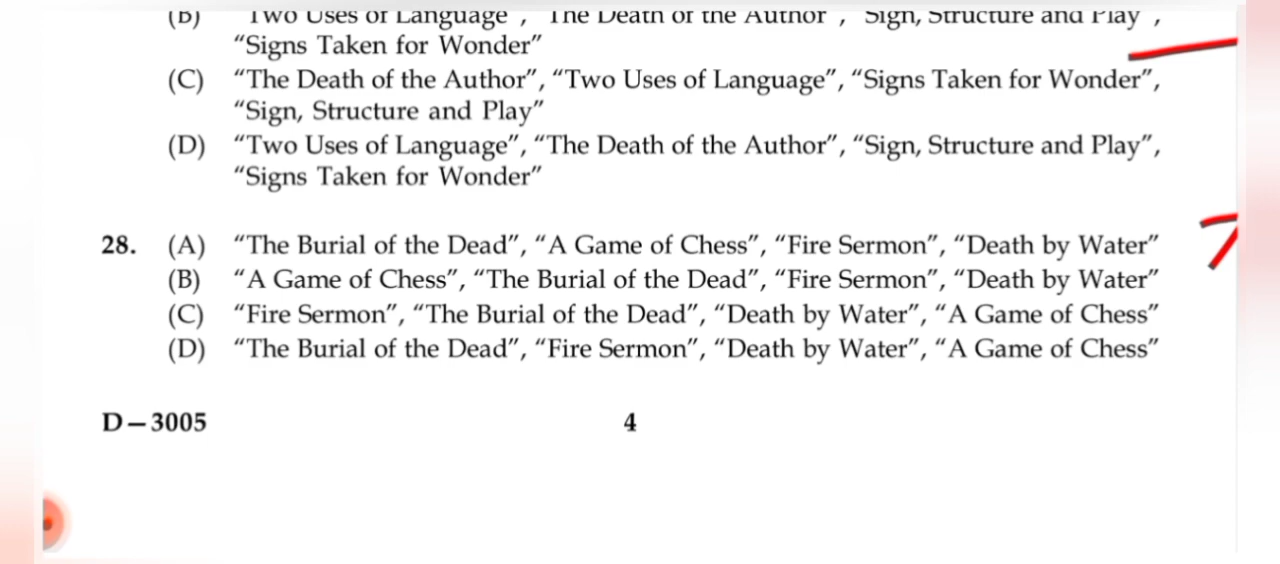 (B) "Two Uses of Language", "The Death of the Author", "Sign, Structure and Play",
"Signs Taken for Wonder"
(C) "The Death of the Author", "Two Uses of Language", "Signs Taken for Wonder",
"Sign, Structure and Play"
(D) "Two Uses of Language", "The Death of the Author", "Sign, Structure and Play",
"Signs Taken for Wonder"
28. (A) "The Burial of the Dead", "A Game of Chess", "Fire Sermon", "Death by Water"
(B) "A Game of Chess", "The Burial of the Dead", "Fire Sermon", "Death by Water"
(C) "Fire Sermon", "The Burial of the Dead", "Death by Water", "A Game of Chess"
(D) "The Burial of the Dead", "Fire Sermon", "Death by Water", "A Game of Chess"
D – 3005 4